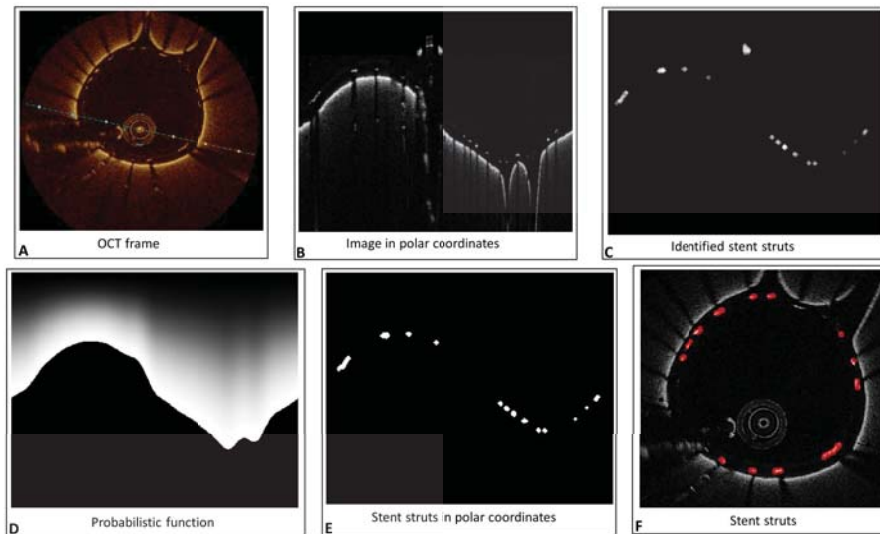 A
OCT frame
B
Image in polar coordinates
C
Identified stent struts
D
Probabilistic function
E
Stent struts in polar coordinates
F
Stent struts